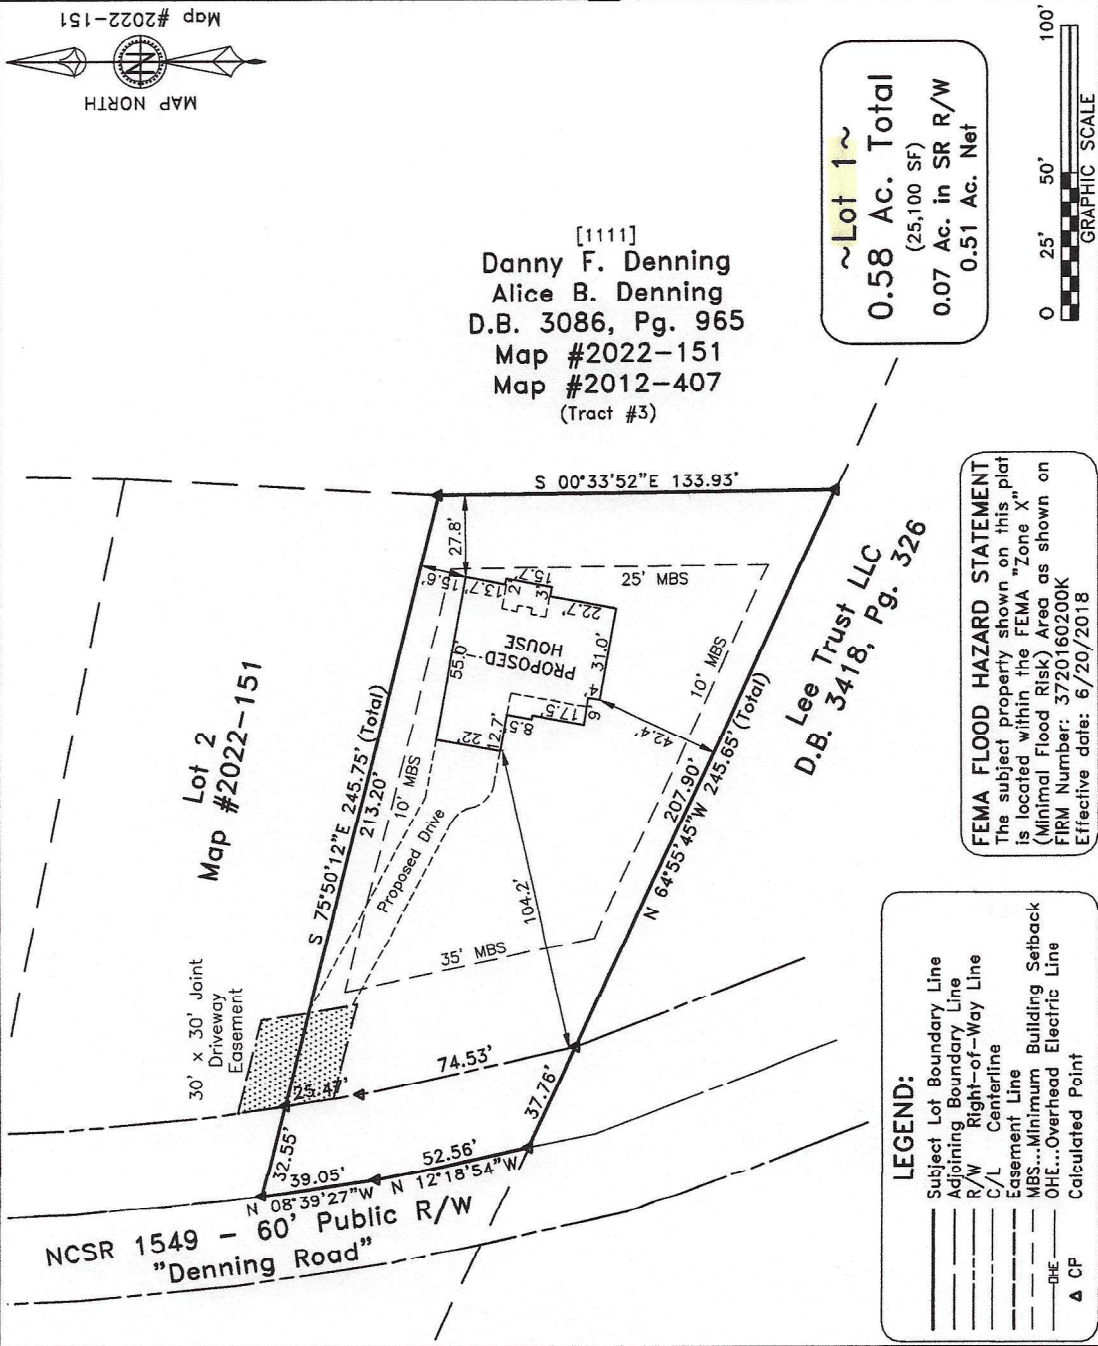 Map #2022-151
MAP NORTH
~Lot 1~
0.58 Ac. Total
(25,100 SF)
0.07 Ac. in SR R/W
0.51 Ac. Net
0 25' 50' 100'
GRAPHIC SCALE
[1111]
Danny F. Denning
Alice B. Denning
D.B. 3086, Pg. 965
Map #2022-151
Map #2012-407
(Tract #3)
S 00°33'52"E 133.93'
27.8'
15.6'
13.7'
2'
3'
15.7'
25' MBS
22.7'
PROPOSED
HOUSE
55.0'
31.0'
4'
6'
17.5'
8.5'
12.7'
22'
10' MBS
42.4'
Lot 2
Map #2022-151
S 75°50'12"E 245.75' (Total)
213.20'
10' MBS
Proposed Drive
104.2'
35' MBS
207.90'
N 64°55'45"W 245.65' (Total)
Lee Trust LLC
D.B. 3418, Pg. 326
30' x 30' Joint
Driveway
Easement
25.47'
74.53'
37.76'
32.55'
39.05'
N 08°39'27"W
52.56'
N 12°18'54"W
NCSR 1549 - 60' Public R/W
"Denning Road"
FEMA FLOOD HAZARD STATEMENT
The subject property shown on this plat
is located within the FEMA "Zone X"
(Minimal Flood Risk) Area as shown on
FIRM Number: 3720160200K
Effective date: 6/20/2018
LEGEND:
Subject Lot Boundary Line
Adjoining Boundary Line
R/W Right-of-Way Line
C/L Centerline
Easement Line
MBS...Minimum Building Setback
OHE OHE...Overhead Electric Line
CP Calculated Point